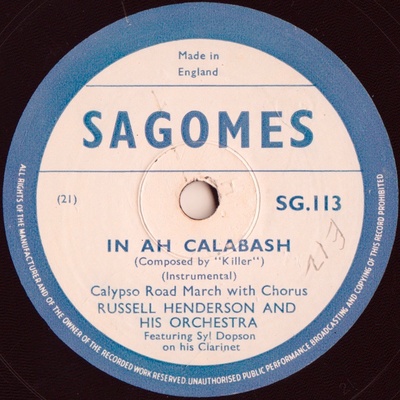 Made in
England
SAGOMES
(21)
SG.113
IN AH CALABASH
(Composed by "Killer")
(Instrumental)
Calypso Road March with Chorus
RUSSELL HENDERSON AND
HIS ORCHESTRA
Featuring Syl Dopson
on his Clarinet
ALL RIGHTS OF THE MANUFACTURER AND OF THE OWNER OF THE RECORDED WORK RESERVED UNAUTHORISED PUBLIC PERFORMANCE BROADCASTING AND COPYING OF THIS RECORD PROHIBITED